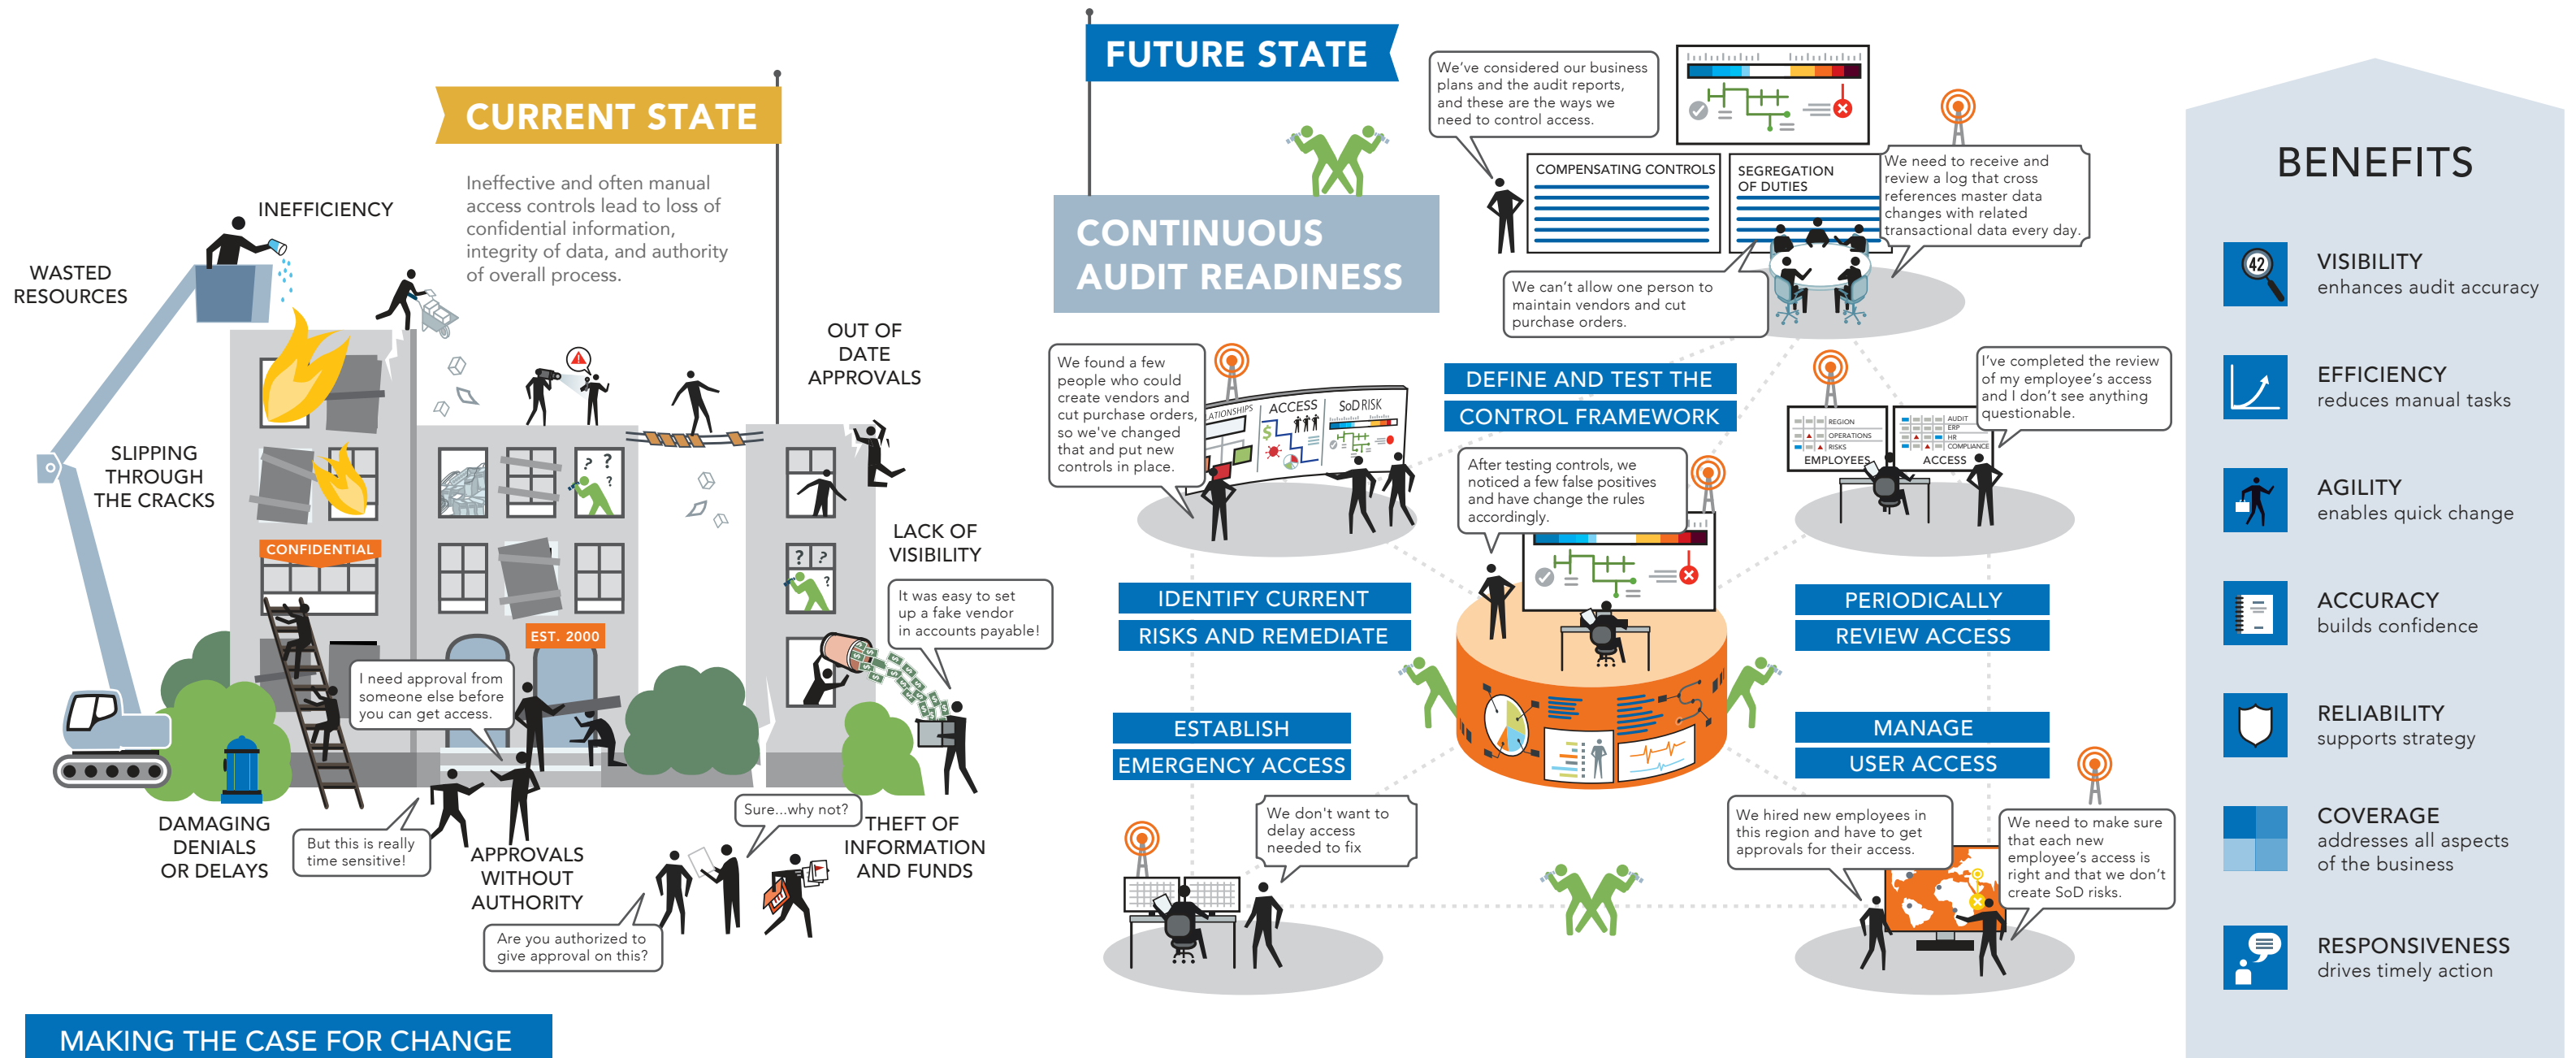 CURRENT STATE
Ineffective and often manual
access controls lead to loss of
confidential information,
integrity of data, and authority
of overall process.
INEFFICIENCY
WASTED
RESOURCES
OUT OF
DATE
APPROVALS
SLIPPING
THROUGH
THE CRACKS
? ?
?
CONFIDENTIAL
LACK OF
VISIBILITY
? ?
?
It was easy to set
up a fake vendor
in accounts payable!
EST. 2000
I need approval from
someone else before
you can get access.
DAMAGING
DENIALS
OR DELAYS
But this is really
time sensitive!
APPROVALS
WITHOUT
AUTHORITY
Sure...why not?
THEFT OF
INFORMATION
AND FUNDS
Are you authorized to
give approval on this?
MAKING THE CASE FOR CHANGE
FUTURE STATE
CONTINUOUS
AUDIT READINESS
We've considered our business
plans and the audit reports,
and these are the ways we
need to control access.
COMPENSATING CONTROLS
SEGREGATION
OF DUTIES
We need to receive and
review a log that cross
references master data
changes with related
transactional data every day.
We can't allow one person to
maintain vendors and cut
purchase orders.
We found a few
people who could
create vendors and
cut purchase orders,
so we've changed
that and put new
controls in place.
ATIONSHIPS
ACCESS
SoD RISK
DEFINE AND TEST THE
CONTROL FRAMEWORK
After testing controls, we
noticed a few false positives
and have change the rules
accordingly.
I've completed the review
of my employee's access
and I don't see anything
questionable.
REGION
OPERATIONS
RISKS
EMPLOYEES
AUDIT
ERP
HR
COMPLIANCE
ACCESS
IDENTIFY CURRENT
RISKS AND REMEDIATE
PERIODICALLY
REVIEW ACCESS
ESTABLISH
EMERGENCY ACCESS
MANAGE
USER ACCESS
We don't want to
delay access
needed to fix
We hired new employees in
this region and have to get
approvals for their access.
We need to make sure
that each new
employee's access is
right and that we don't
create SoD risks.
BENEFITS
42
VISIBILITY
enhances audit accuracy
EFFICIENCY
reduces manual tasks
AGILITY
enables quick change
ACCURACY
builds confidence
RELIABILITY
supports strategy
COVERAGE
addresses all aspects
of the business
RESPONSIVENESS
drives timely action